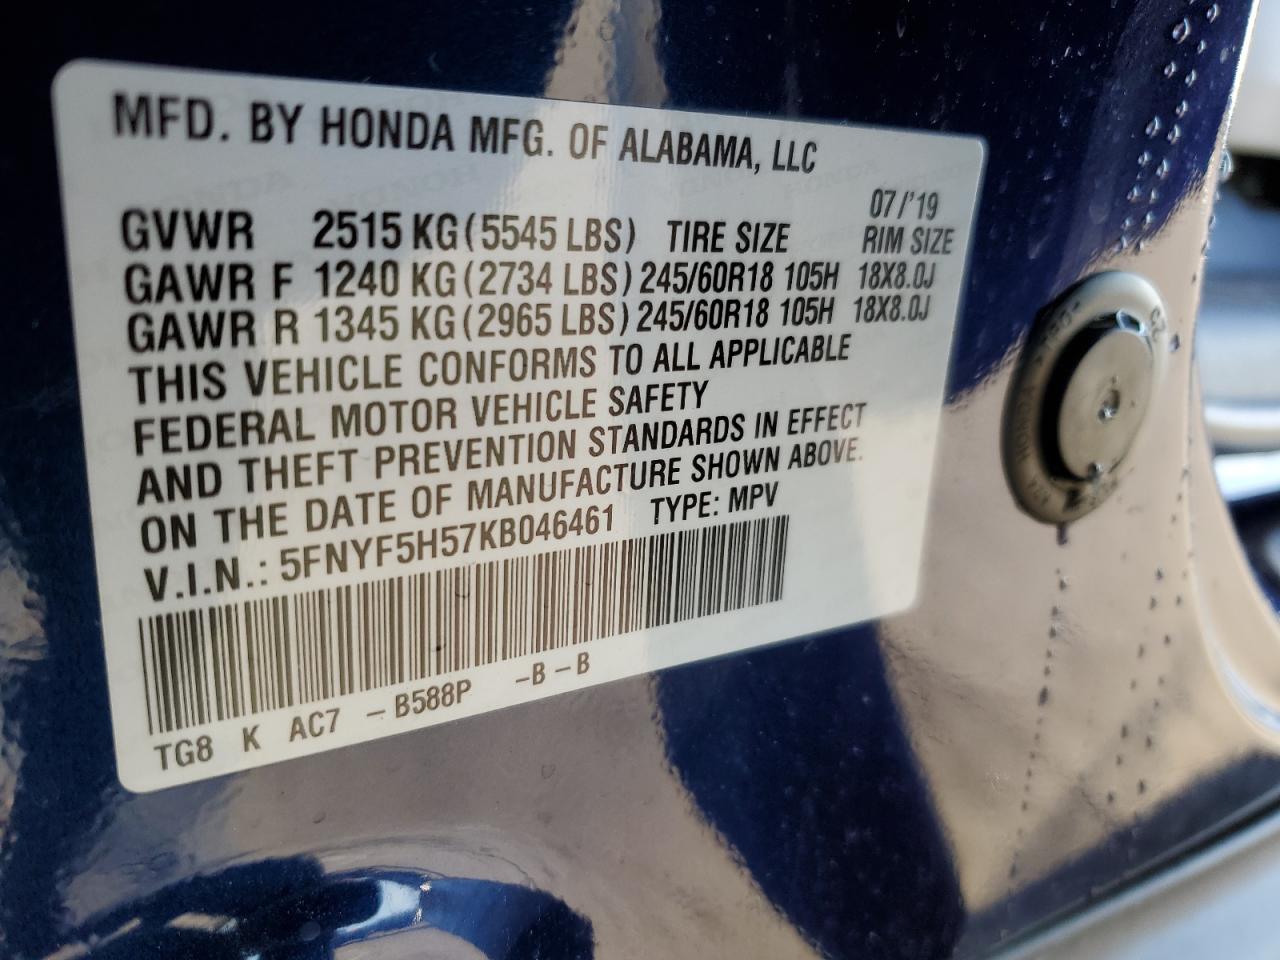 MFD. BY HONDA MFG. OF ALABAMA, LLC
07/'19
GVWR 2515 KG (5545 LBS) TIRE SIZE RIM SIZE
GAWR F 1240 KG (2734 LBS) 245/60R18 105H 18X8.0J
GAWR R 1345 KG (2965 LBS) 245/60R18 105H 18X8.0J
THIS VEHICLE CONFORMS TO ALL APPLICABLE
FEDERAL MOTOR VEHICLE SAFETY
AND THEFT PREVENTION STANDARDS IN EFFECT
ON THE DATE OF MANUFACTURE SHOWN ABOVE.
V.I.N.: 5FNYF5H57KB046461 TYPE: MPV
TG8 K AC7 – B588P –B – B